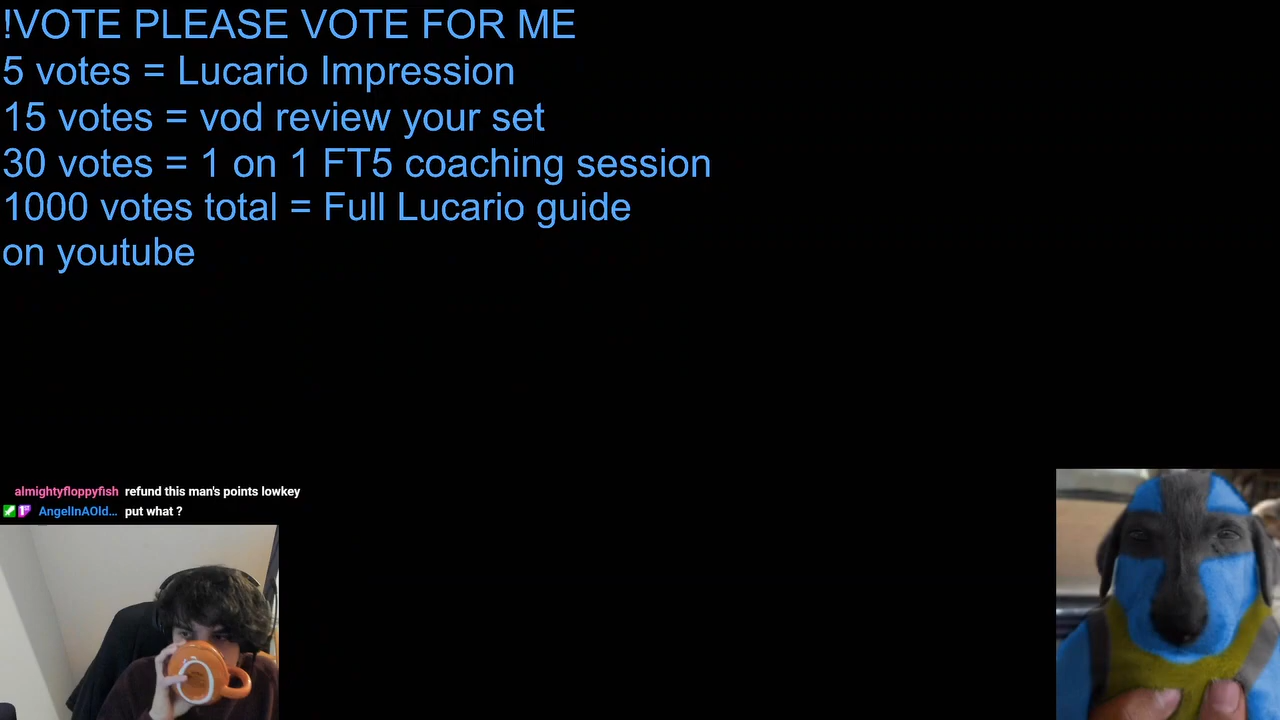 !VOTE PLEASE VOTE FOR ME
5 votes = Lucario Impression
15 votes = vod review your set
30 votes = 1 on 1 FT5 coaching session
1000 votes total = Full Lucario guide
on youtube
almightyfloppyfish refund this man's points lowkey
AngelInAOld... put what ?